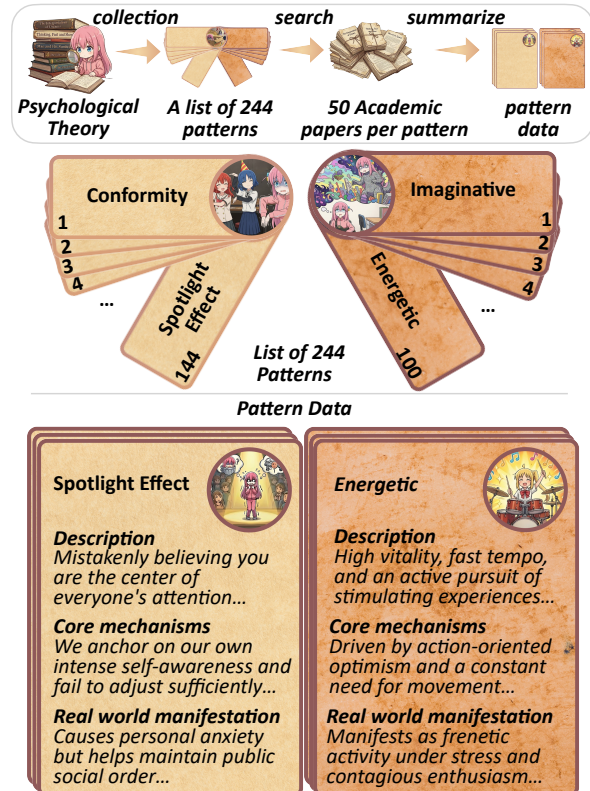 collection
search
summarize
Psychological
Theory
A list of 244
patterns
50 Academic
papers per pattern
pattern
data
Conformity
1
2
3
4
...
Spotlight
Effect
144
Imaginative
1
2
3
4
...
Energetic
100
List of 244
Patterns
Pattern Data
Spotlight Effect
Description
Mistakenly believing you
are the center of
everyone's attention...
Core mechanisms
We anchor on our own
intense self-awareness and
fail to adjust sufficiently...
Real world manifestation
Causes personal anxiety
but helps maintain public
social order...
Energetic
Description
High vitality, fast tempo,
and an active pursuit of
stimulating experiences...
Core mechanisms
Driven by action-oriented
optimism and a constant
need for movement...
Real world manifestation
Manifests as frenetic
activity under stress and
contagious enthusiasm...